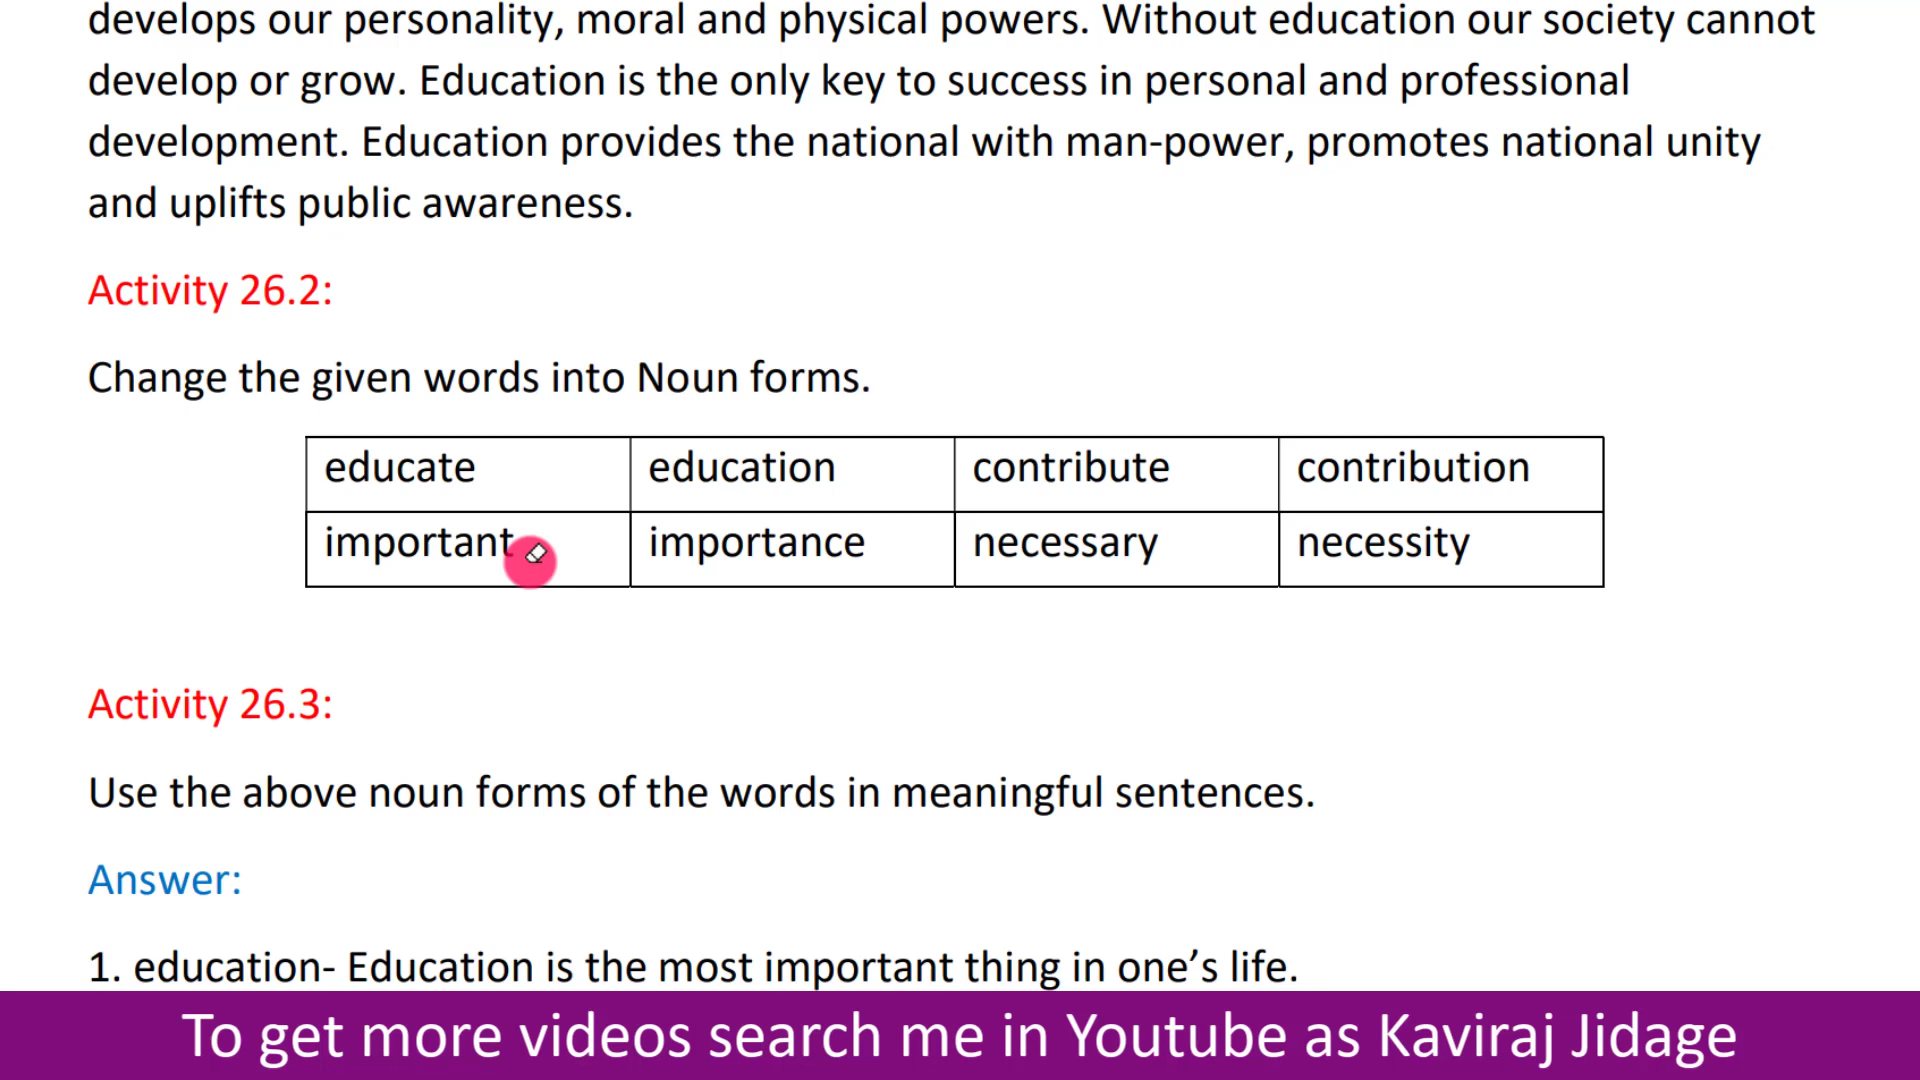 develops our personality, moral and physical powers. Without education our society cannot
develop or grow. Education is the only key to success in personal and professional
development. Education provides the national with man-power, promotes national unity
and uplifts public awareness.
Activity 26.2:
Change the given words into Noun forms.
educate education contribute contribution
important importance necessary necessity
Activity 26.3:
Use the above noun forms of the words in meaningful sentences.
Answer:
1. education- Education is the most important thing in one’s life.
To get more videos search me in Youtube as Kaviraj Jidage